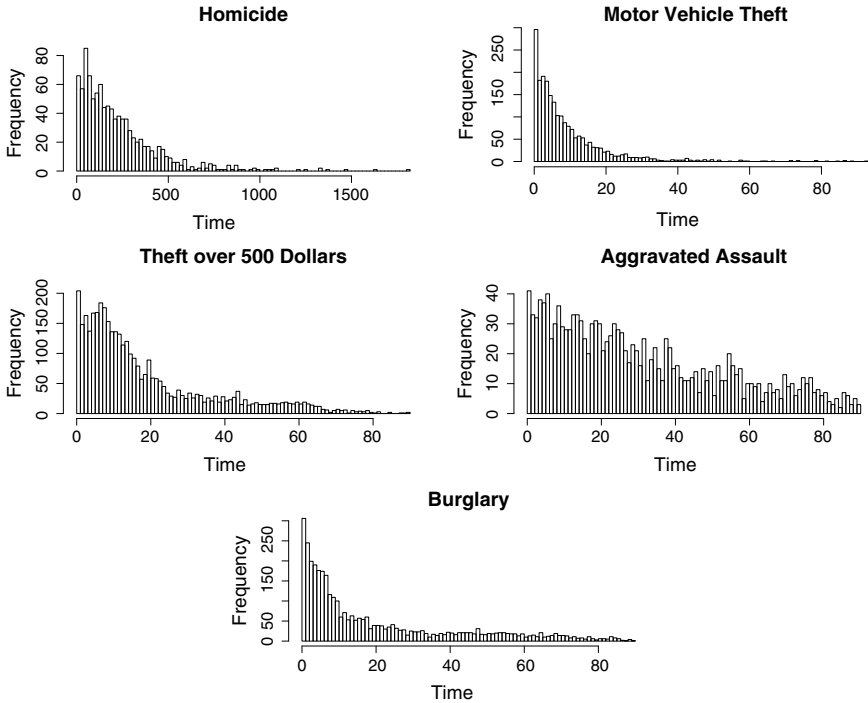 Homicide
Frequency
0 20 40 60 80
0 500 1000 1500
Time
Motor Vehicle Theft
Frequency
0 50 150 250
0 20 40 60 80
Time
Theft over 500 Dollars
Frequency
0 50 100 150 200
0 20 40 60 80
Time
Aggravated Assault
Frequency
0 10 20 30 40
0 20 40 60 80
Time
Burglary
Frequency
0 50 150 250
0 20 40 60 80
Time